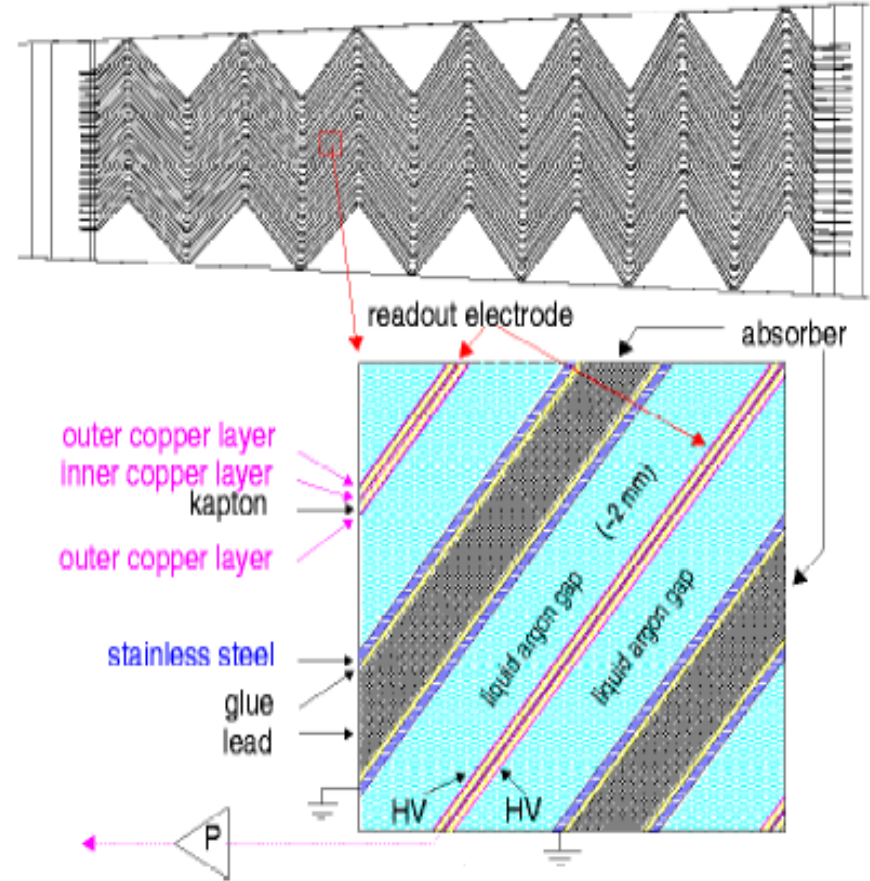 readout electrode
absorber
outer copper layer
inner copper layer
kapton
outer copper layer
(~2 mm)
liquid argon gap
liquid argon gap
stainless steel
glue
lead
HV
HV
P